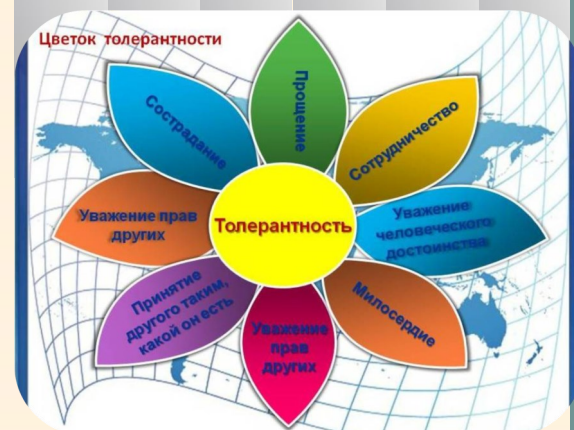 Цветок толерантности
Прощение
Сотрудничество
Уважение
человеческого
достоинства
Милосердие
Уважение
прав
других
Принятие
другого таким,
какой он есть
Уважение прав
других
Сострадание
Толерантность